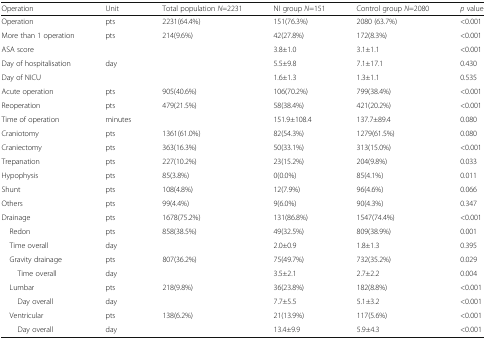 Operation Unit Total population N=2231 NI group N=151 Control group N=2080 p value
Operation pts 2231(64.4%) 151(76.3%) 2080 (63.7%) <0.001
More than 1 operation pts 214(9.6%) 42(27.8%) 172(8.3%) <0.001
ASA score 3.8±1.0 3.1±1.1 <0.001
Day of hospitalisation day 5.5±9.8 7.1±17.1 0.430
Day of NICU 1.6±1.3 1.3±1.1 0.535
Acute operation pts 905(40.6%) 106(70.2%) 799(38.4%) <0.001
Reoperation pts 479(21.5%) 58(38.4%) 421(20.2%) <0.001
Time of operation minutes 151.9±108.4 137.7±89.4 0.080
Craniotomy pts 1361(61.0%) 82(54.3%) 1279(61.5%) 0.080
Craniectomy pts 363(16.3%) 50(33.1%) 313(15.0%) <0.001
Trepanation pts 227(10.2%) 23(15.2%) 204(9.8%) 0.033
Hypophysis pts 85(3.8%) 0(0.0%) 85(4.1%) 0.011
Shunt pts 108(4.8%) 12(7.9%) 96(4.6%) 0.066
Others pts 99(4.4%) 9(6.0%) 90(4.3%) 0.347
Drainage pts 1678(75.2%) 131(86.8%) 1547(74.4%) <0.001
Redon pts 858(38.5%) 49(32.5%) 809(38.9%) 0.001
Time overall day 2.0±0.9 1.8±1.3 0.395
Gravity drainage pts 807(36.2%) 75(49.7%) 732(35.2%) 0.029
Time overall day 3.5±2.1 2.7±2.2 0.004
Lumbar pts 218(9.8%) 36(23.8%) 182(8.8%) <0.001
Day overall day 7.7±5.5 5.1±3.2 <0.001
Ventricular pts 138(6.2%) 21(13.9%) 117(5.6%) <0.001
Day overall day 13.4±9.9 5.9±4.3 <0.001